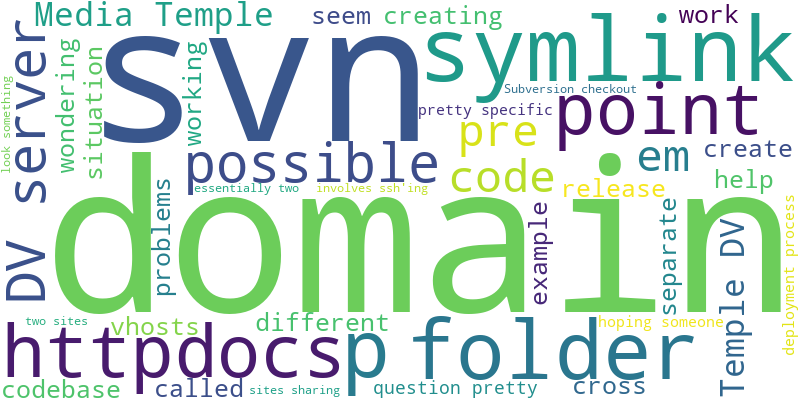 Media Temple
seem
creating
work
svn
symlink
DV server
wondering
situation
working
look something
Subversion checkout
pretty specific
point
pre
possible
em
create
code
essentially two
involves ssh'ing
release
help
domain
problems
example
separate
Temple DV
deployment process
two sites
vhosts
different
hoping someone
httpdocs
p
folder
codebase
called
sites sharing
question pretty
cross